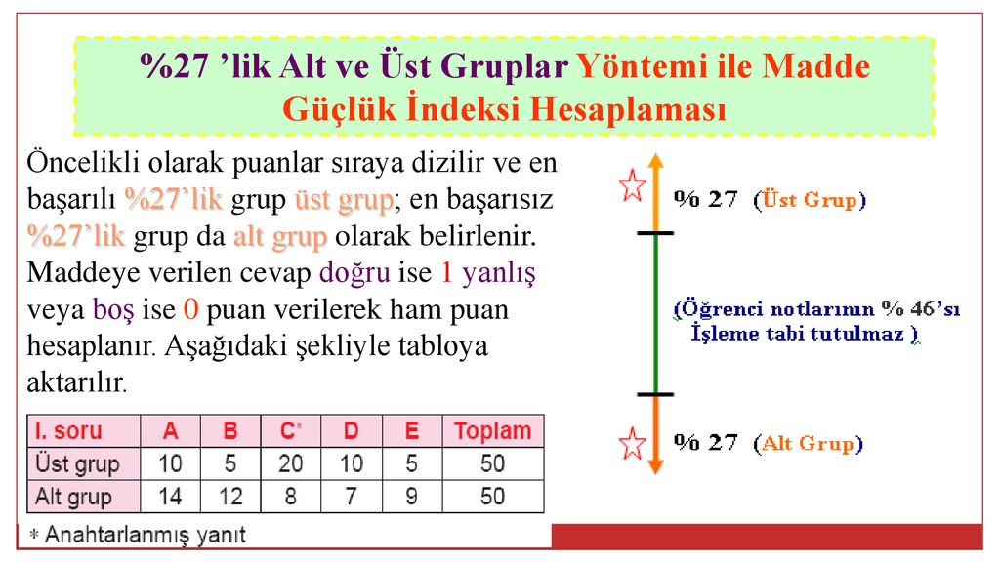 %27 ’lik Alt ve Üst Gruplar Yöntemi ile Madde
Güçlük İndeksi Hesaplaması
Öncelikli olarak puanlar sıraya dizilir ve en
başarılı %27’lik grup üst grup; en başarısız
%27’lik grup da alt grup olarak belirlenir.
Maddeye verilen cevap doğru ise 1 yanlış
veya boş ise 0 puan verilerek ham puan
hesaplanır. Aşağıdaki şekliyle tabloya
aktarılır.
% 27 (Üst Grup)
(Öğrenci notlarının % 46’sı
İşleme tabi tutulmaz )
% 27 (Alt Grup)
I. soru A B C* D E Toplam
Üst grup 10 5 20 10 5 50
Alt grup 14 12 8 7 9 50
* Anahtarlanmış yanıt